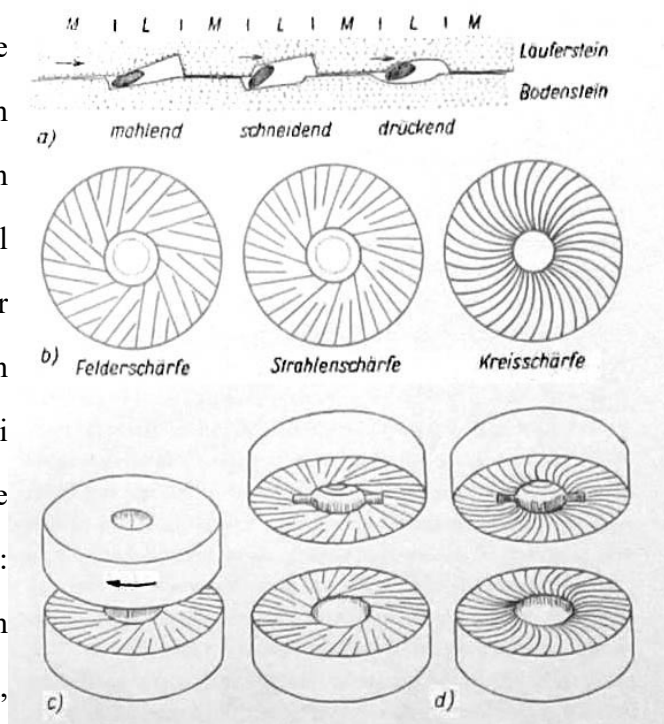 M | L | M | L | M | L | M
e
Läuferstein
n
Bodenstein
a) mahlend schneidend drückend
n
l
r
b) Felderschärfe Strahlenschärfe Kreisschärfe
n
i
e
:
n
c) d)
,